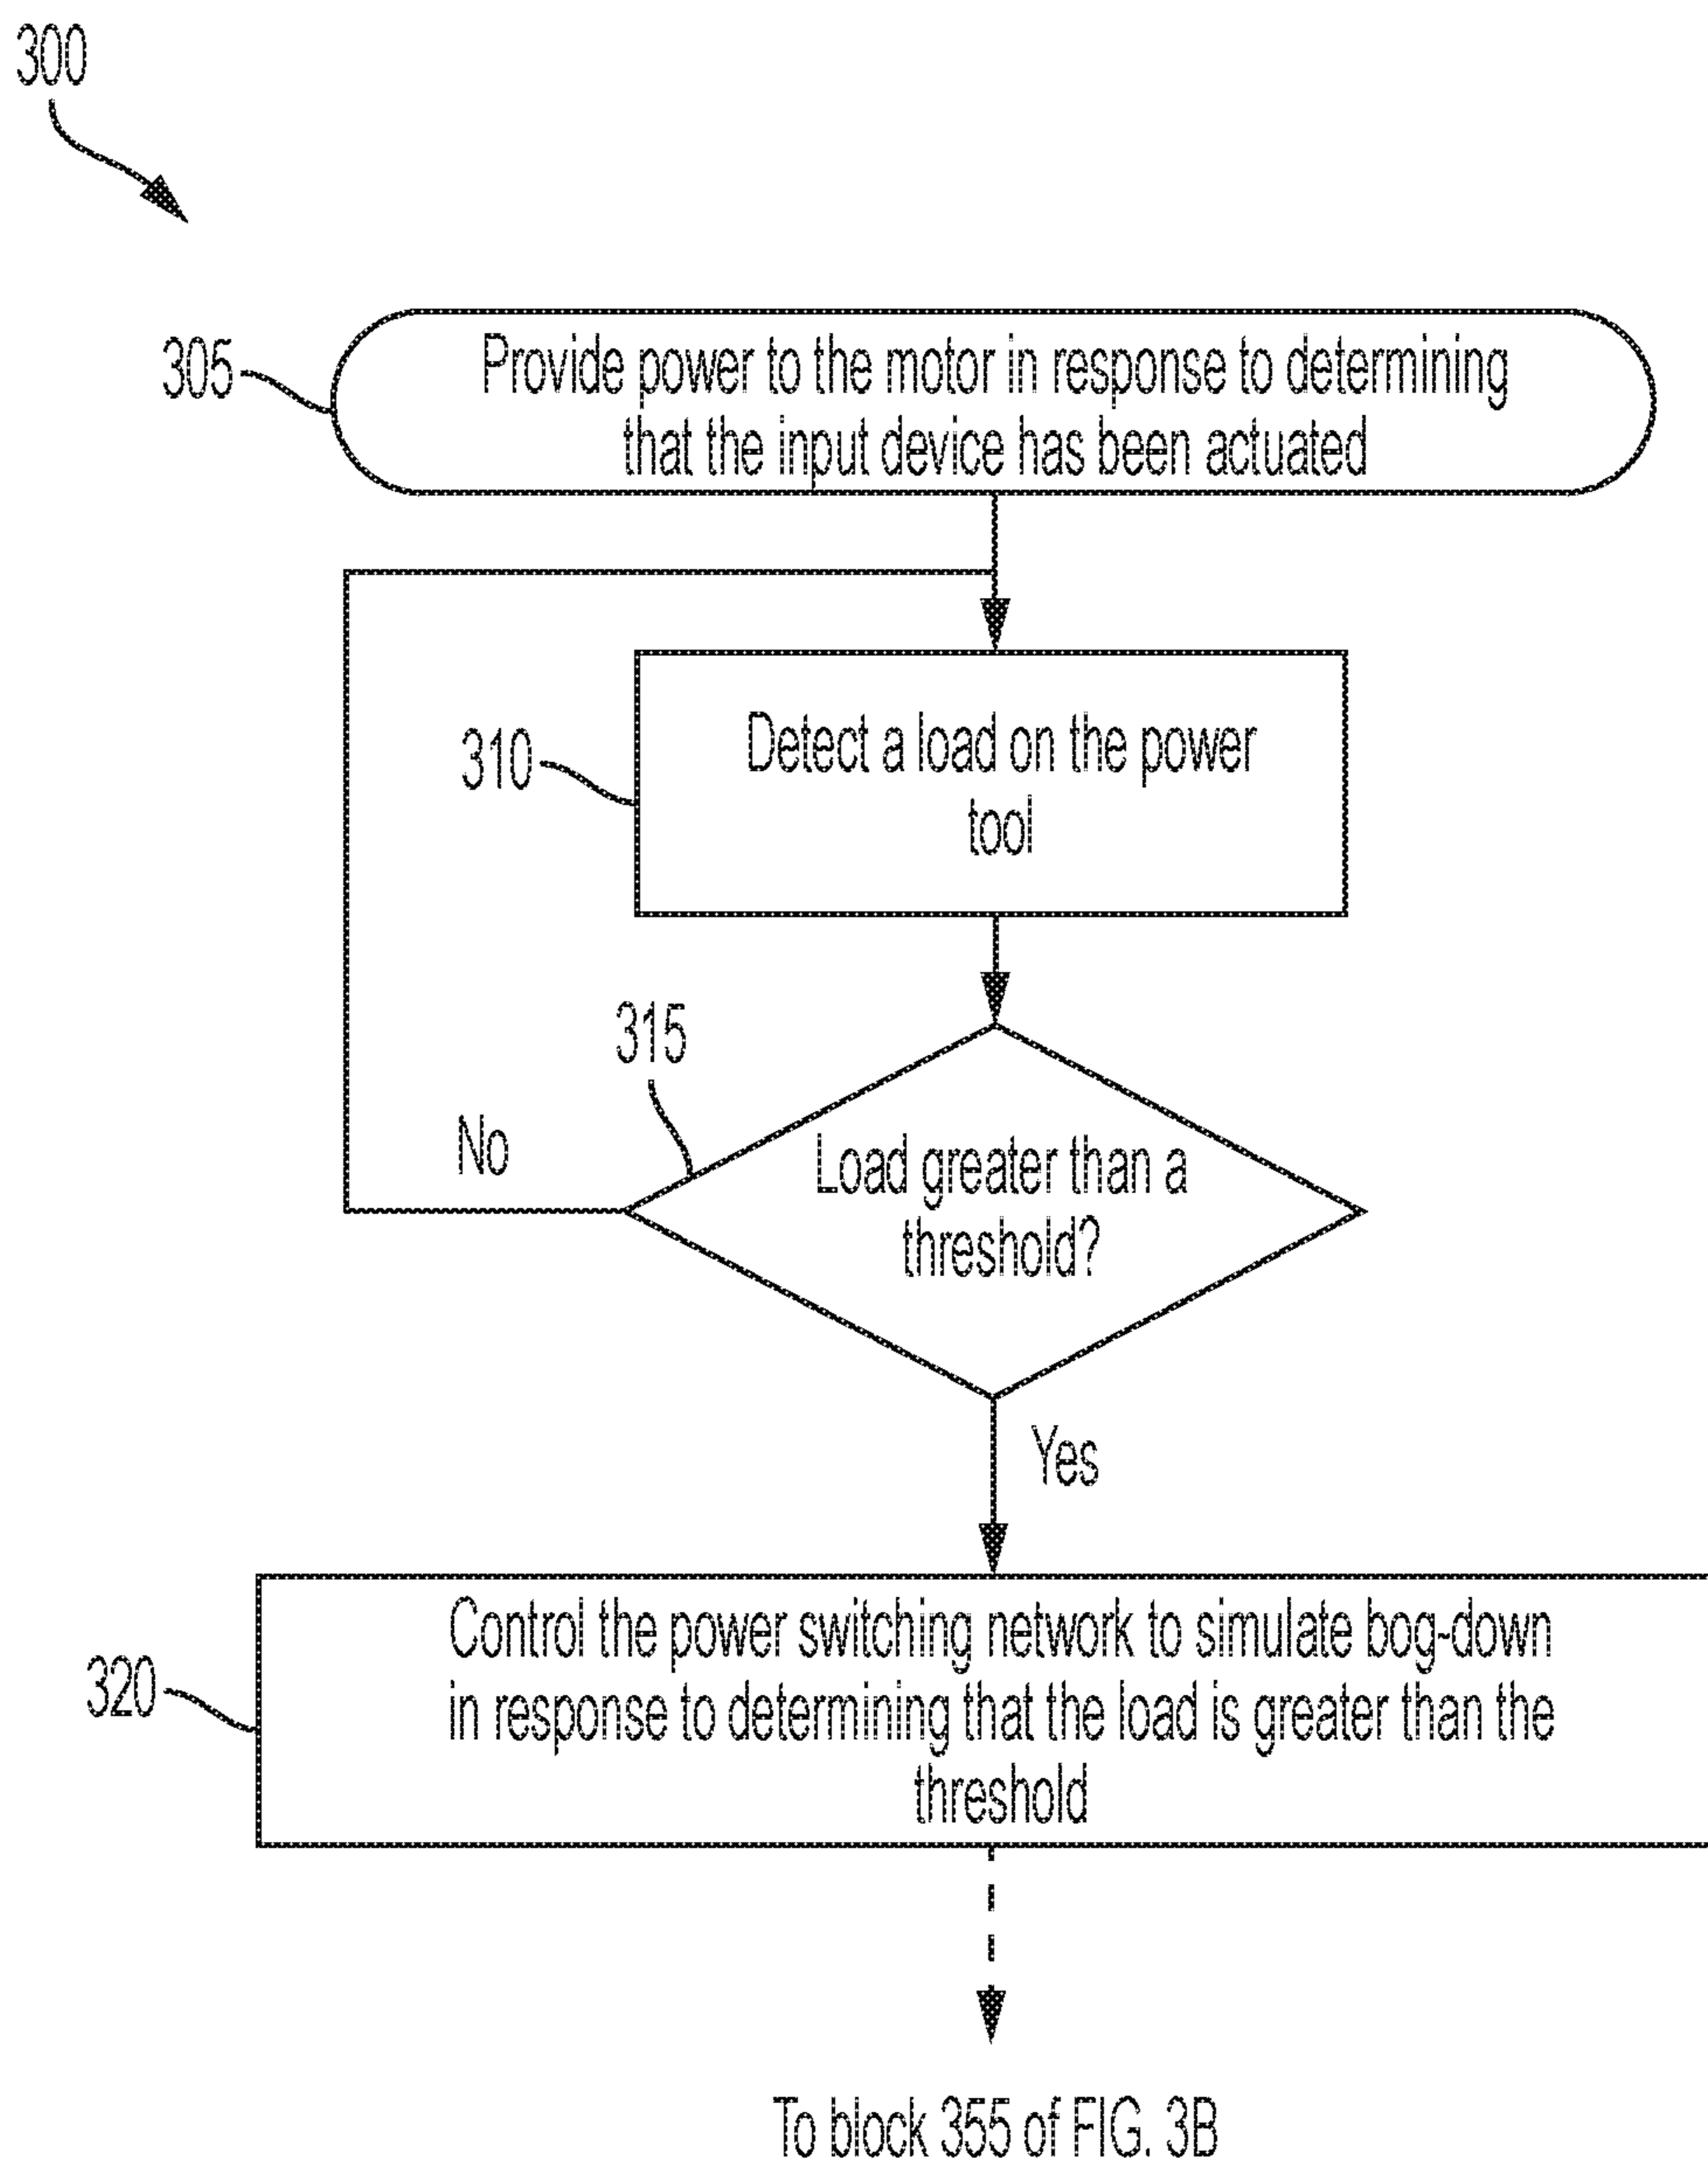 300
305
Provide power to the motor in response to determining
that the input device has been actuated
310
Detect a load on the power
tool
315
No
Load greater than a
threshold?
Yes
320
Control the power switching network to simulate bog-down
in response to determining that the load is greater than the
threshold
To block 355 of FIG. 3B